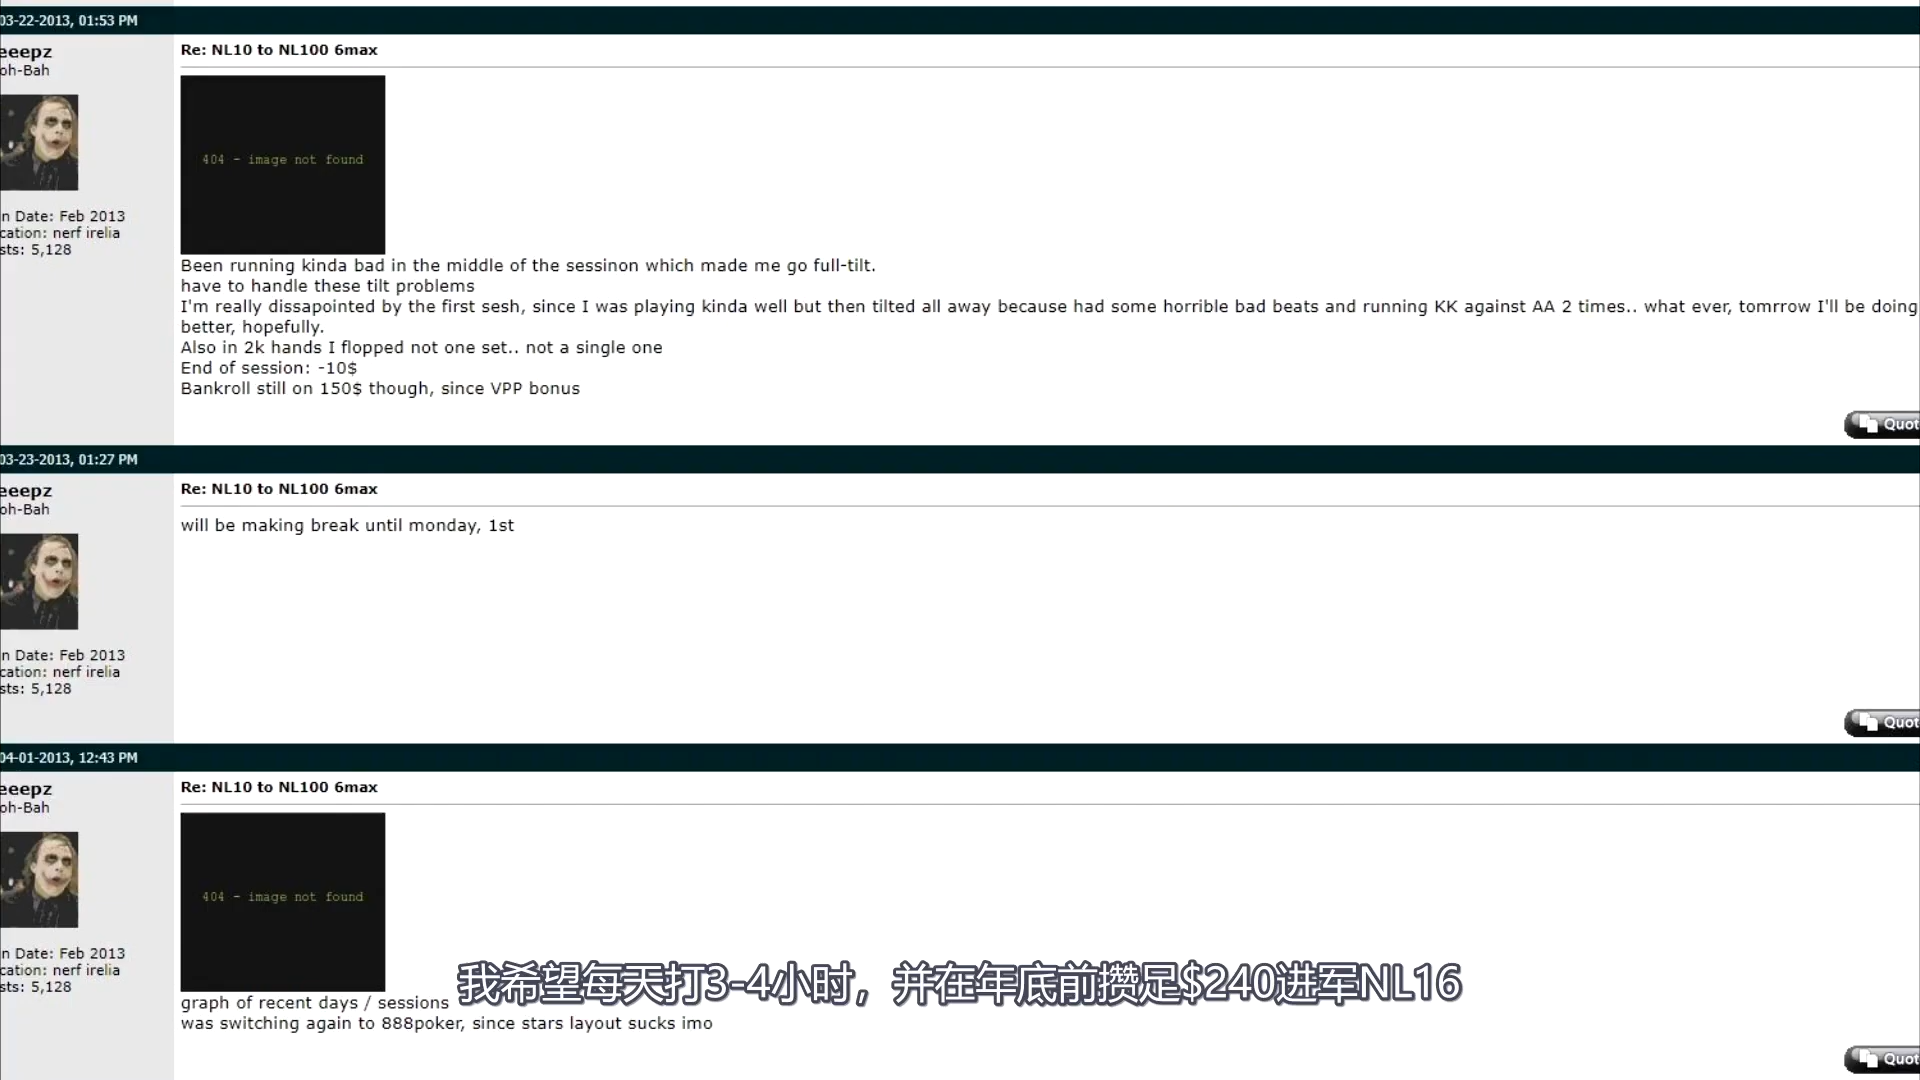 03-22-2013, 01:53 PM
eeepz
oh-Bah
n Date: Feb 2013
cation: nerf irelia
sts: 5,128
Re: NL10 to NL100 6max
404 - image not found
Been running kinda bad in the middle of the sessinon which made me go full-tilt.
have to handle these tilt problems
I'm really dissapointed by the first sesh, since I was playing kinda well but then tilted all away because had some horrible bad beats and running KK against AA 2 times.. what ever, tomrrow I'll be doing
better, hopefully.
Also in 2k hands I flopped not one set.. not a single one
End of session: -10$
Bankroll still on 150$ though, since VPP bonus
Quot
03-23-2013, 01:27 PM
eeepz
oh-Bah
n Date: Feb 2013
cation: nerf irelia
sts: 5,128
Re: NL10 to NL100 6max
will be making break until monday, 1st
Quot
04-01-2013, 12:43 PM
eeepz
oh-Bah
n Date: Feb 2013
cation: nerf irelia
sts: 5,128
Re: NL10 to NL100 6max
404 - image not found
graph of recent days / sessions
was switching again to 888poker, since stars layout sucks imo
Quot
我希望每天打3-4小时，并在年底前攒足$240进军NL16